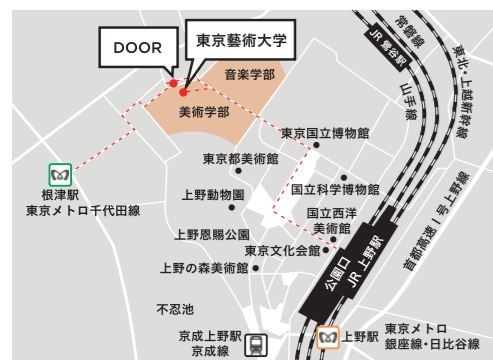 DOOR
東京藝術大学
音楽学部
美術学部
常磐線
JR 鶯谷駅
山手線
東北・上越新幹線
東京国立博物館
東京都美術館
国立科学博物館
根津駅
東京メトロ千代田線
上野動物園
国立西洋
美術館
首都高速1号上野線
上野恩賜公園
東京文化会館
公園口
JR 上野駅
上野の森美術館
不忍池
京成上野駅
京成線
上野駅
東京メトロ
銀座線・日比谷線